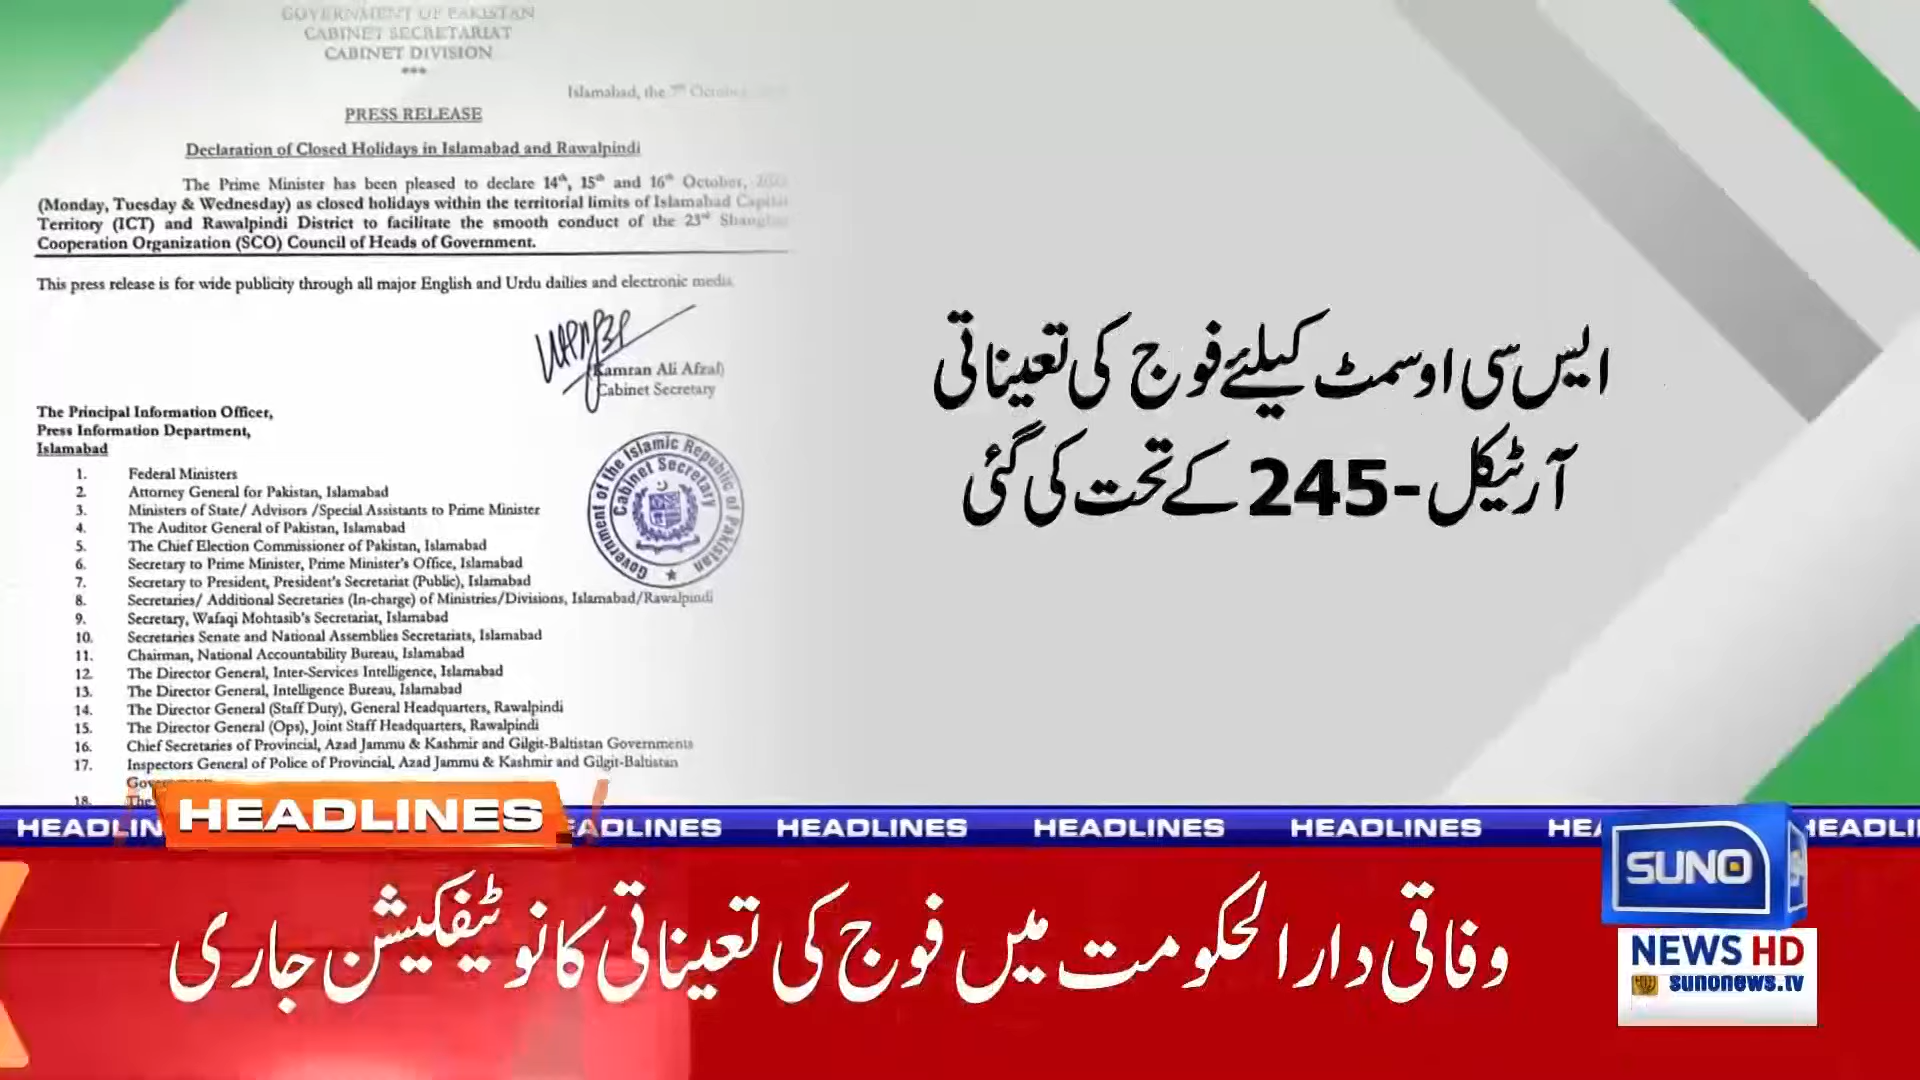 GOVERNMENT OF PAKISTAN
CABINET SECRETARIAT
CABINET DIVISION
***
Islamabad, the 7th October,
PRESS RELEASE
Declaration of Closed Holidays in Islamabad and Rawalpindi
The Prime Minister has been pleased to declare 14th, 15th and 16th October,
(Monday, Tuesday & Wednesday) as closed holidays within the territorial limits of Islamabad Capital
Territory (ICT) and Rawalpindi District to facilitate the smooth conduct of the 23rd Shanghai
Cooperation Organization (SCO) Council of Heads of Government.
This press release is for wide publicity through all major English and Urdu dailies and electronic media.
(Kamran Ali Afzal)
Cabinet Secretary
The Principal Information Officer,
Press Information Department,
Islamabad
Government of the Islamic Republic of Pakistan
Cabinet Secretary
1. Federal Ministers
2. Attorney General for Pakistan, Islamabad
3. Ministers of State/ Advisors /Special Assistants to Prime Minister
4. The Auditor General of Pakistan, Islamabad
5. The Chief Election Commissioner of Pakistan, Islamabad
6. Secretary to Prime Minister, Prime Minister's Office, Islamabad
7. Secretary to President, President's Secretariat (Public), Islamabad
8. Secretaries/ Additional Secretaries (In-charge) of Ministries/Divisions, Islamabad/Rawalpindi
9. Secretary, Wafaqi Mohtasib's Secretariat, Islamabad
10. Secretaries Senate and National Assemblies Secretariats, Islamabad
11. Chairman, National Accountability Bureau, Islamabad
12. The Director General, Inter-Services Intelligence, Islamabad
13. The Director General, Intelligence Bureau, Islamabad
14. The Director General (Staff Duty), General Headquarters, Rawalpindi
15. The Director General (Ops), Joint Staff Headquarters, Rawalpindi
16. Chief Secretaries of Provincial, Azad Jammu & Kashmir and Gilgit-Baltistan Governments
17. Inspectors General of Police of Provincial, Azad Jammu & Kashmir and Gilgit-Baltistan
18. The
ایس سی او سمٹ کیلئے فوج کی تعیناتی
آرٹیکل-245 کے تحت کی گئی
HEADLINES
HEADLIN ADLINES HEADLINES HEADLINES HEADLINES HEA HEADLI
وفاقی دارالحکومت میں فوج کی تعیناتی کا نوٹیفکیشن جاری
SUNO
NEWS HD
sunonews.tv